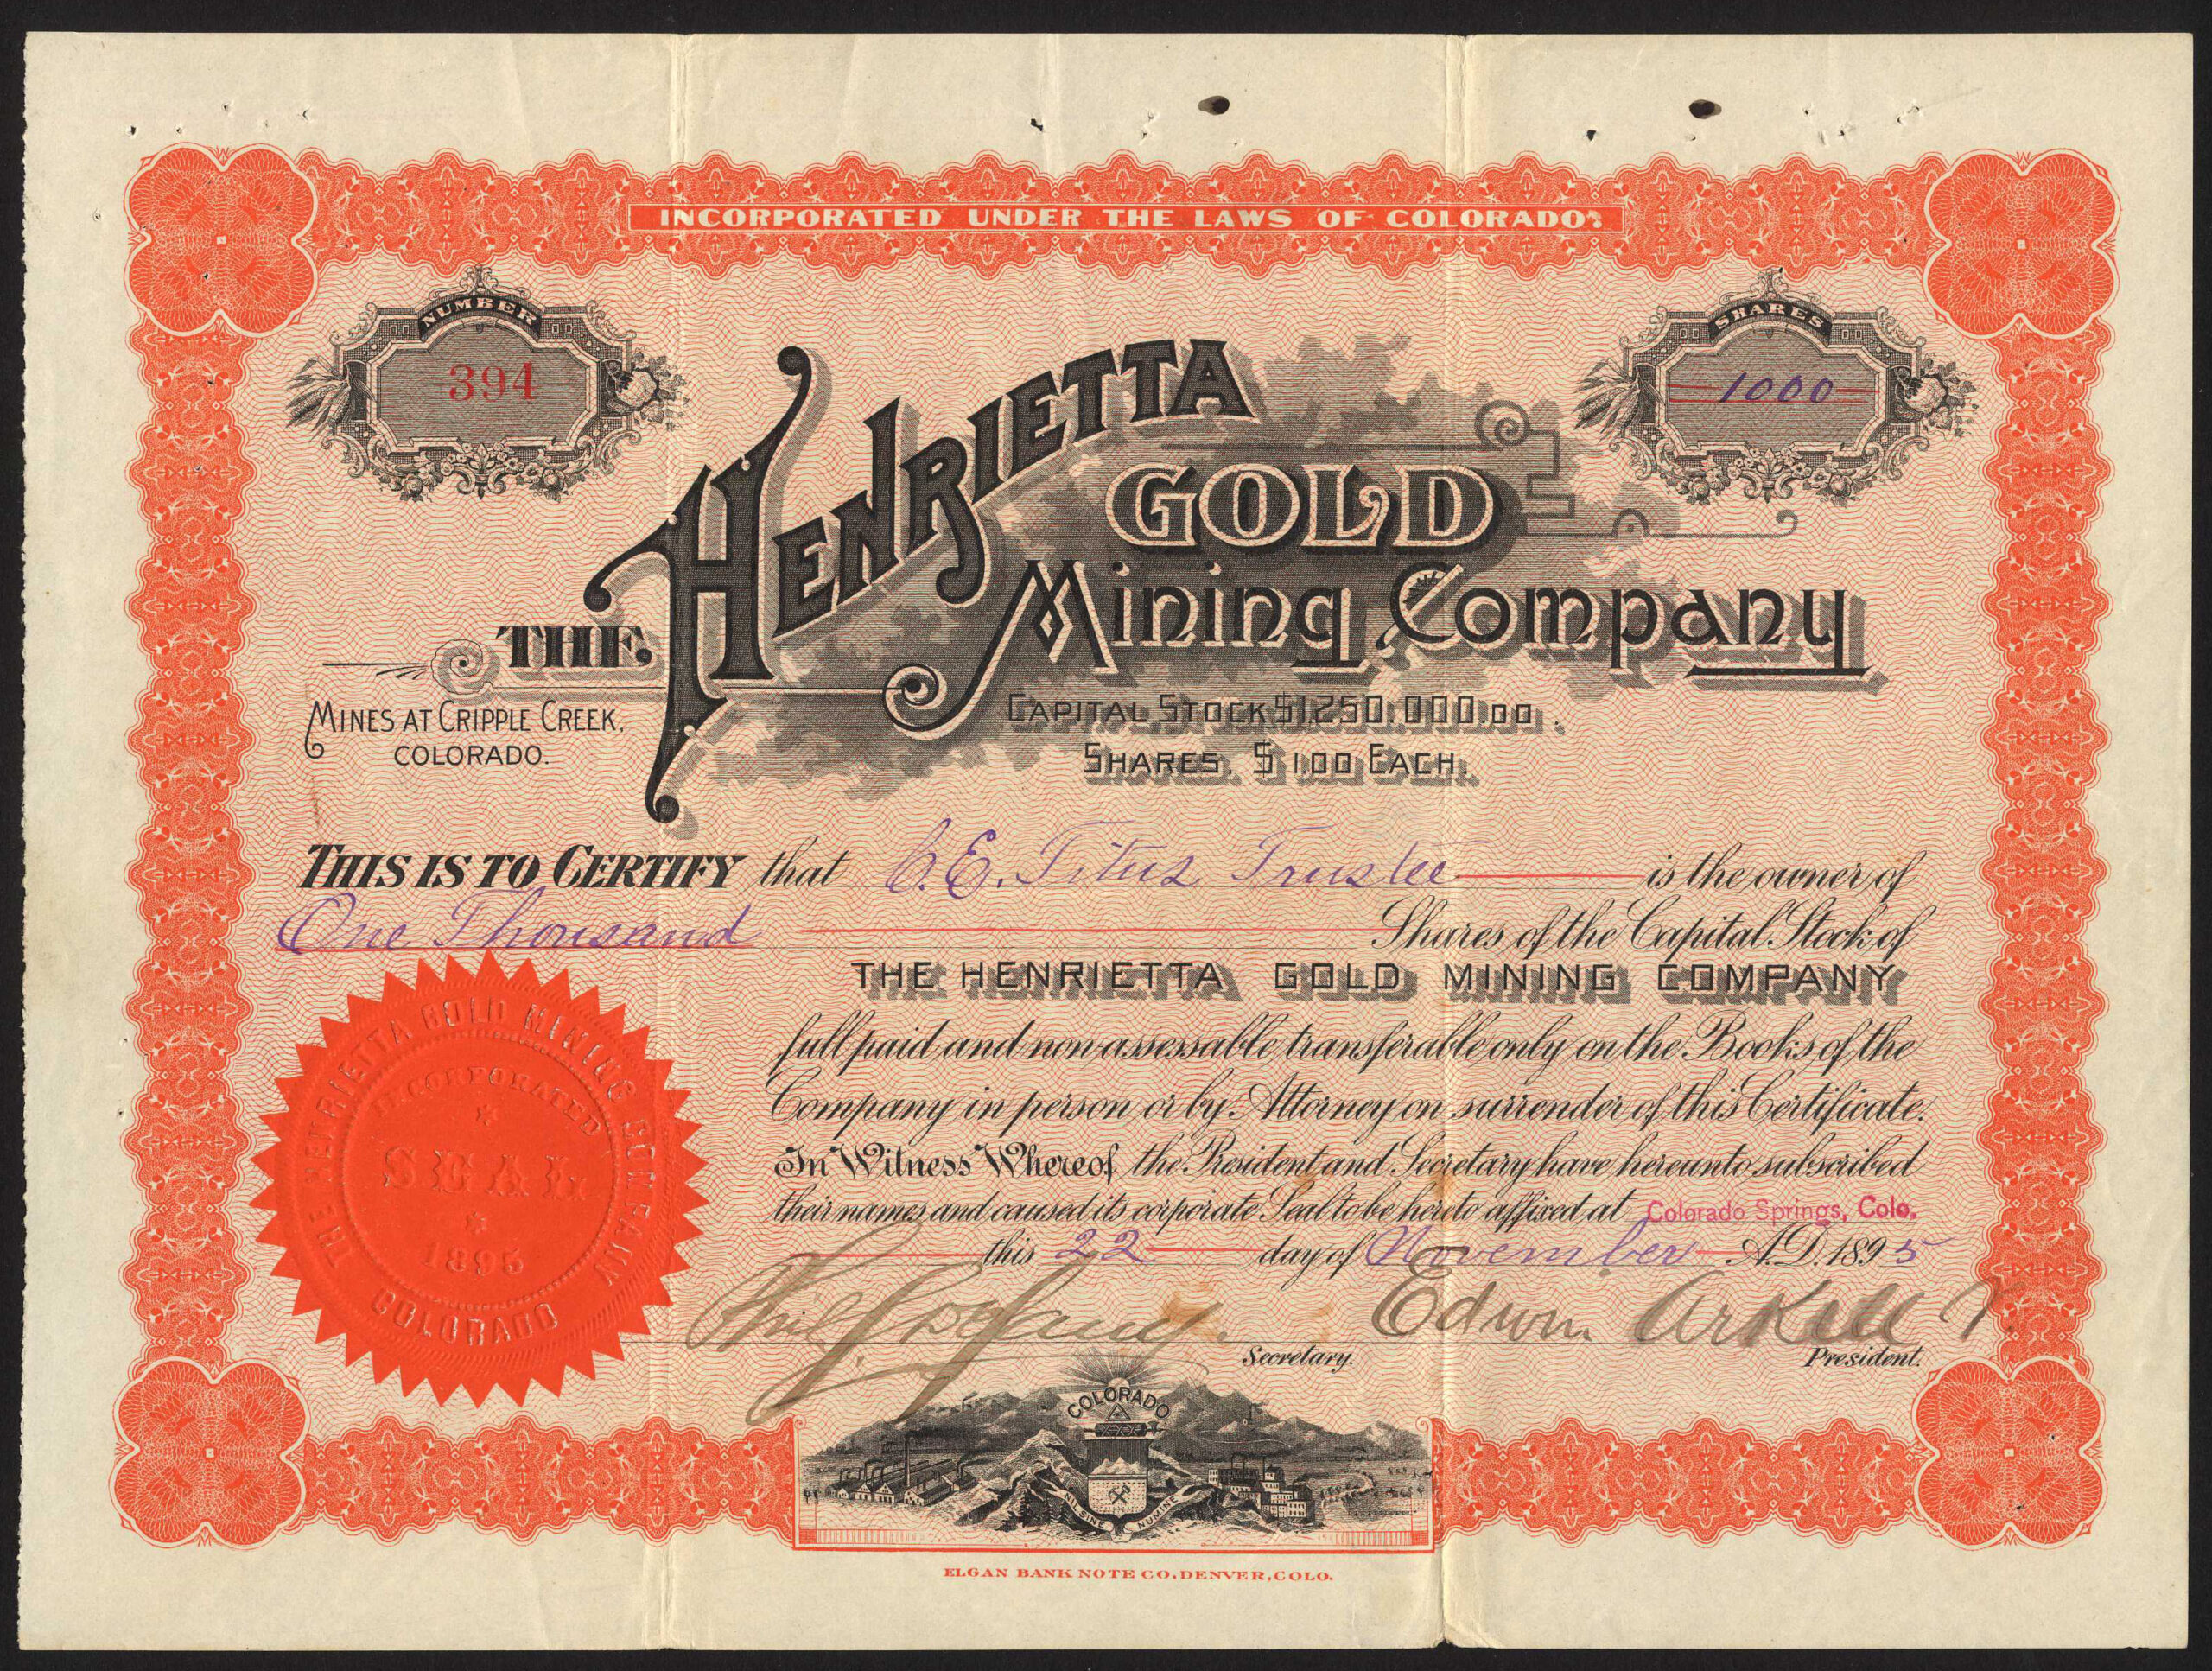 INCORPORATED UNDER THE LAWS OF COLORADO.
NUMBER
394
SHARES
1000
THE HENRIETTA
GOLD
Mining Company
MINES AT CRIPPLE CREEK,
COLORADO.
CAPITAL STOCK $1,250,000.00.
SHARES, $1.00 EACH.
THIS IS TO CERTIFY that C. E. Titus Trustee is the owner of
One Thousand Shares of the Capital Stock of
THE HENRIETTA GOLD MINING COMPANY
full paid and non assessable transferable only on the Books of the
Company in person or by Attorney on surrender of this Certificate.
In Witness Whereof the President and Secretary have hereunto subscribed
their names and caused its corporate Seal to be hereto affixed at Colorado Springs, Colo.
this 22 day of November A.D. 1895
THE HENRIETTA GOLD MINING COMPANY
INCORPORATED
SEAL
1895
COLORADO
Edwin Arkell
Secretary.
President.
COLORADO
NIL SINE NUMINE
ELGAN BANK NOTE CO. DENVER, COLO.